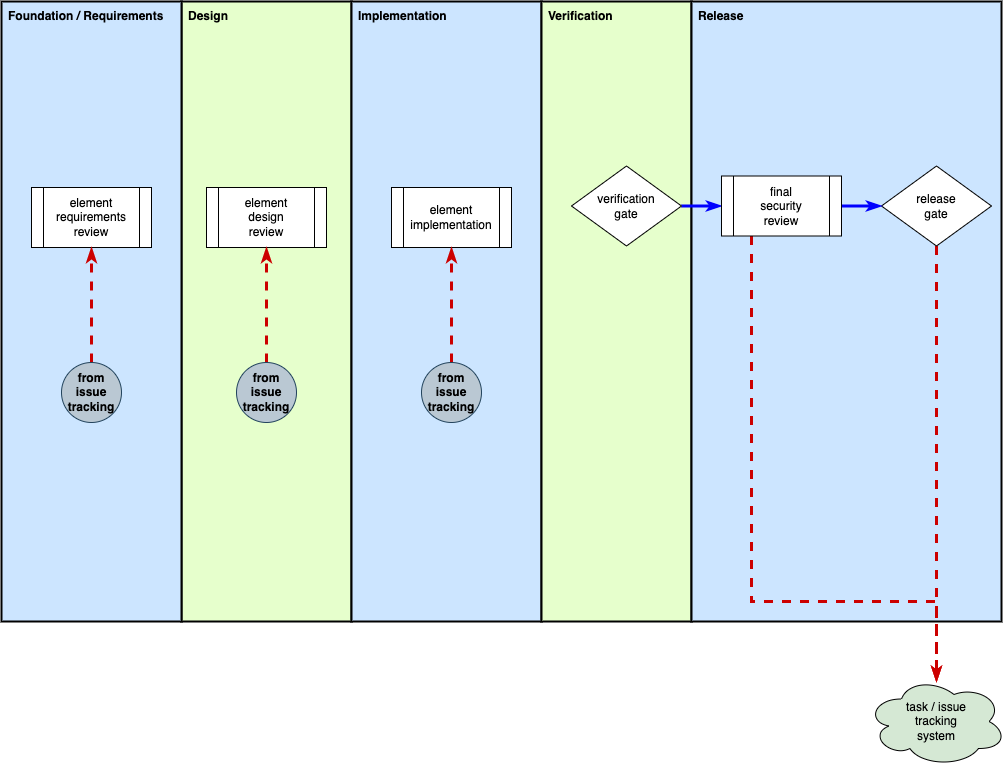 Foundation / Requirements
Design
Implementation
Verification
Release
element
requirements
review
element
design
review
element
implementation
verification
gate
final
security
review
release
gate
from
issue
tracking
from
issue
tracking
from
issue
tracking
task / issue
tracking
system